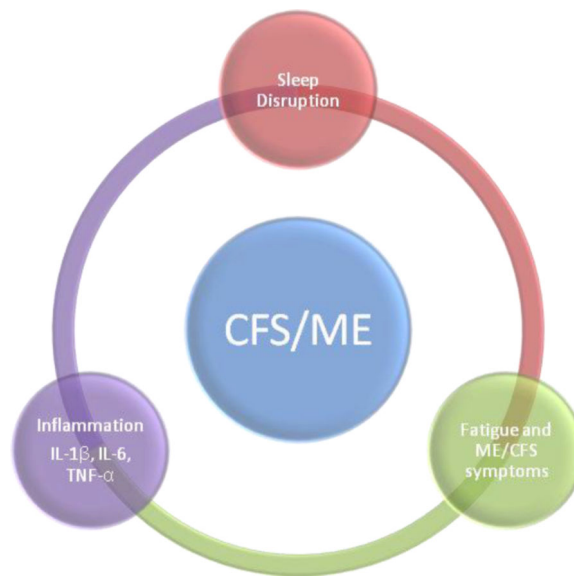 Sleep
Disruption
CFS/ME
Inflammation
IL-1β, IL-6,
TNF-α
Fatigue and
ME/CFS
symptoms